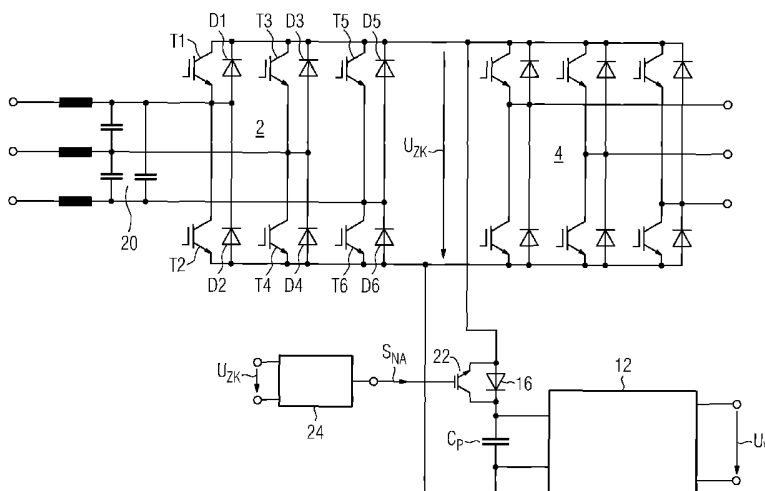 T1 D1 T3 D3 T5 D5
2
U_ZK
4
20
T2 D2 T4 D4 T6 D6
U_ZK
24
S_NA
22
16
C_P
12